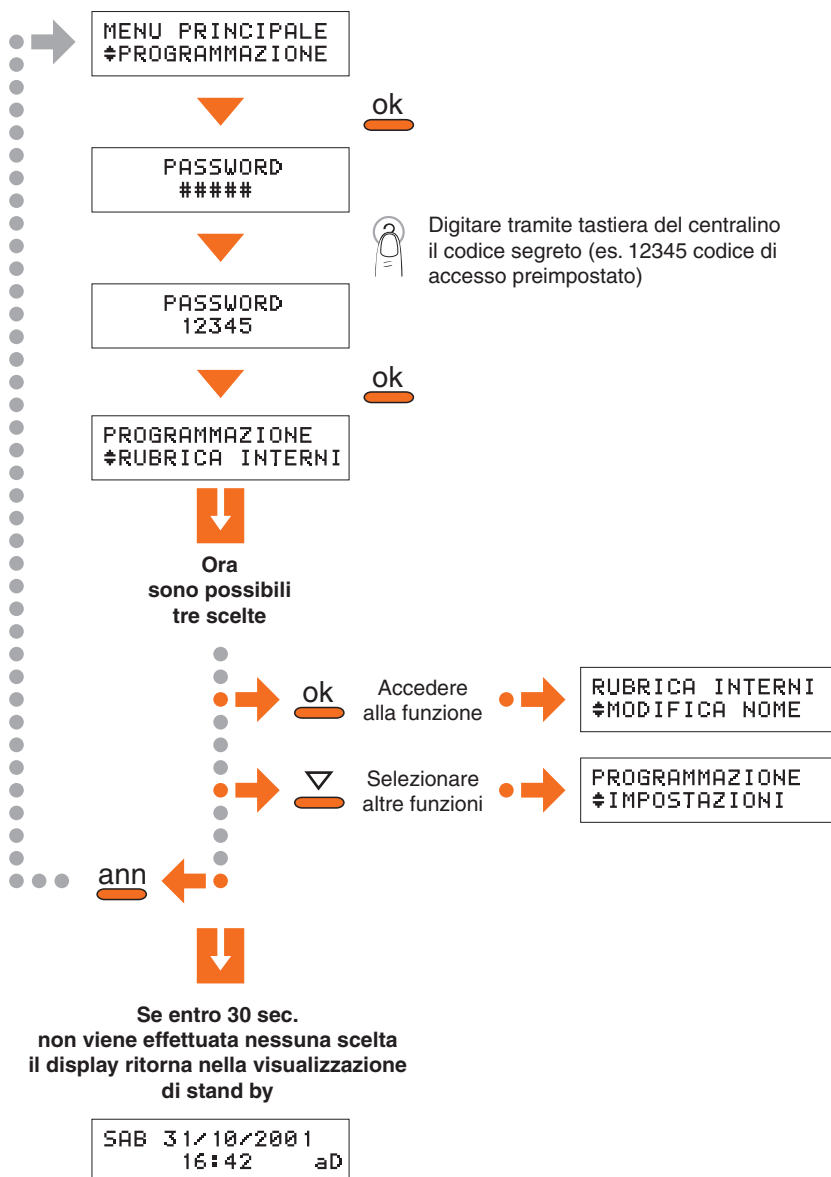 MENU PRINCIPALE
PROGRAMMAZIONE
ok
PASSWORD
#####
Digitare tramite tastiera del centralino
il codice segreto (es. 12345 codice di
accesso preimpostato)
PASSWORD
12345
ok
PROGRAMMAZIONE
RUBRICA INTERNI
Ora
sono possibili
tre scelte
ok
Accedere
alla funzione
RUBRICA INTERNI
MODIFICA NOME
Selezionare
altre funzioni
PROGRAMMAZIONE
IMPOSTAZIONI
ann
Se entro 30 sec.
non viene effettuata nessuna scelta
il display ritorna nella visualizzazione
di stand by
SAB 31/10/2001
16:42 aD